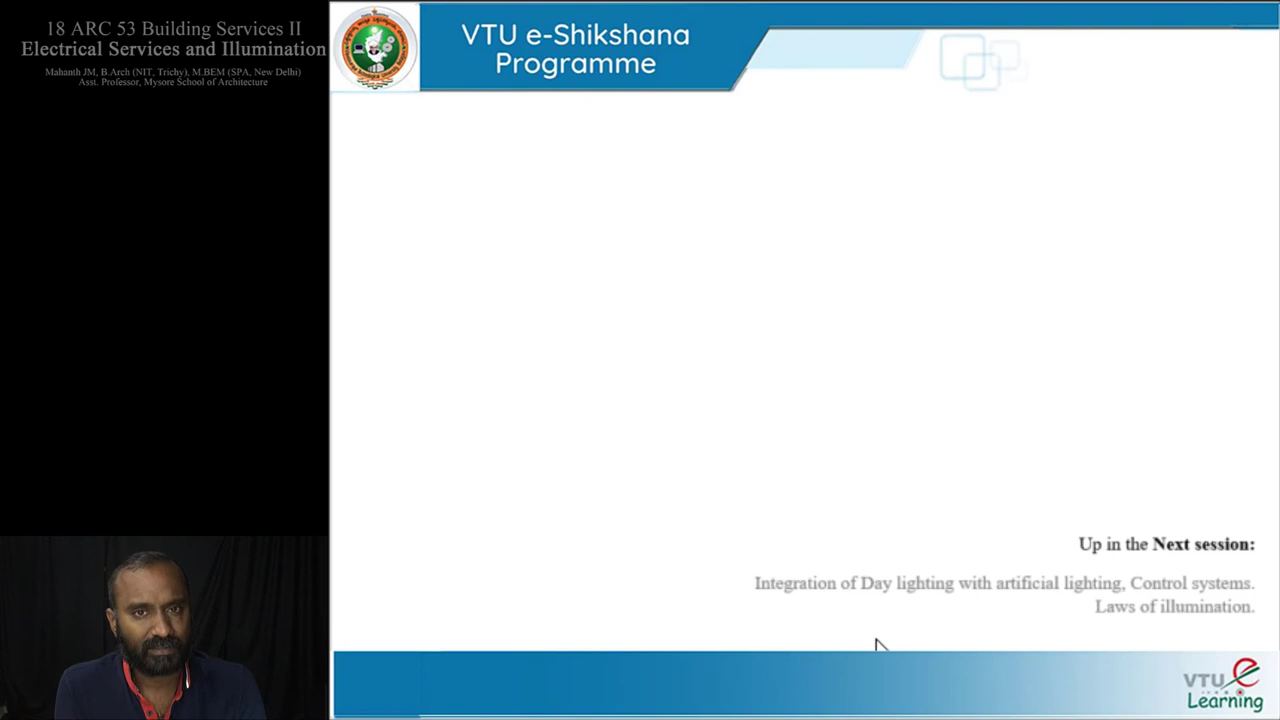 18 ARC 53 Building Services II
Electrical Services and Illumination
Mahanth JM, B.Arch (NIT, Trichy), M.BEM (SPA, New Delhi)
Asst. Professor, Mysore School of Architecture
VTU e-Shikshana
Programme
Up in the Next session:
Integration of Day lighting with artificial lighting, Control systems.
Laws of illumination.
VTU e
Learning